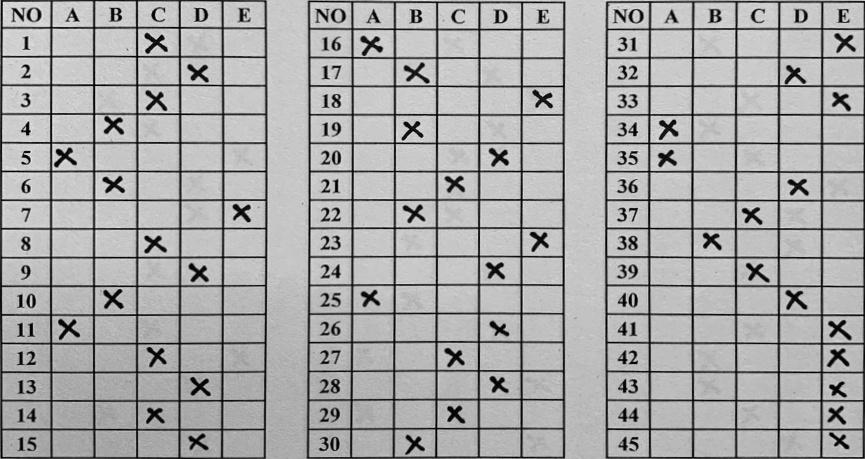 NO A B C D E
1 X
2 X
3 X
4 X
5 X
6 X
7 X
8 X
9 X
10 X
11 X
12 X
13 X
14 X
15 X
NO A B C D E
16 X
17 X
18 X
19 X
20 X
21 X
22 X
23 X
24 X
25 X
26 X
27 X
28 X
29 X
30 X
NO A B C D E
31 X
32 X
33 X
34 X
35 X
36 X
37 X
38 X
39 X
40 X
41 X
42 X
43 X
44 X
45 X